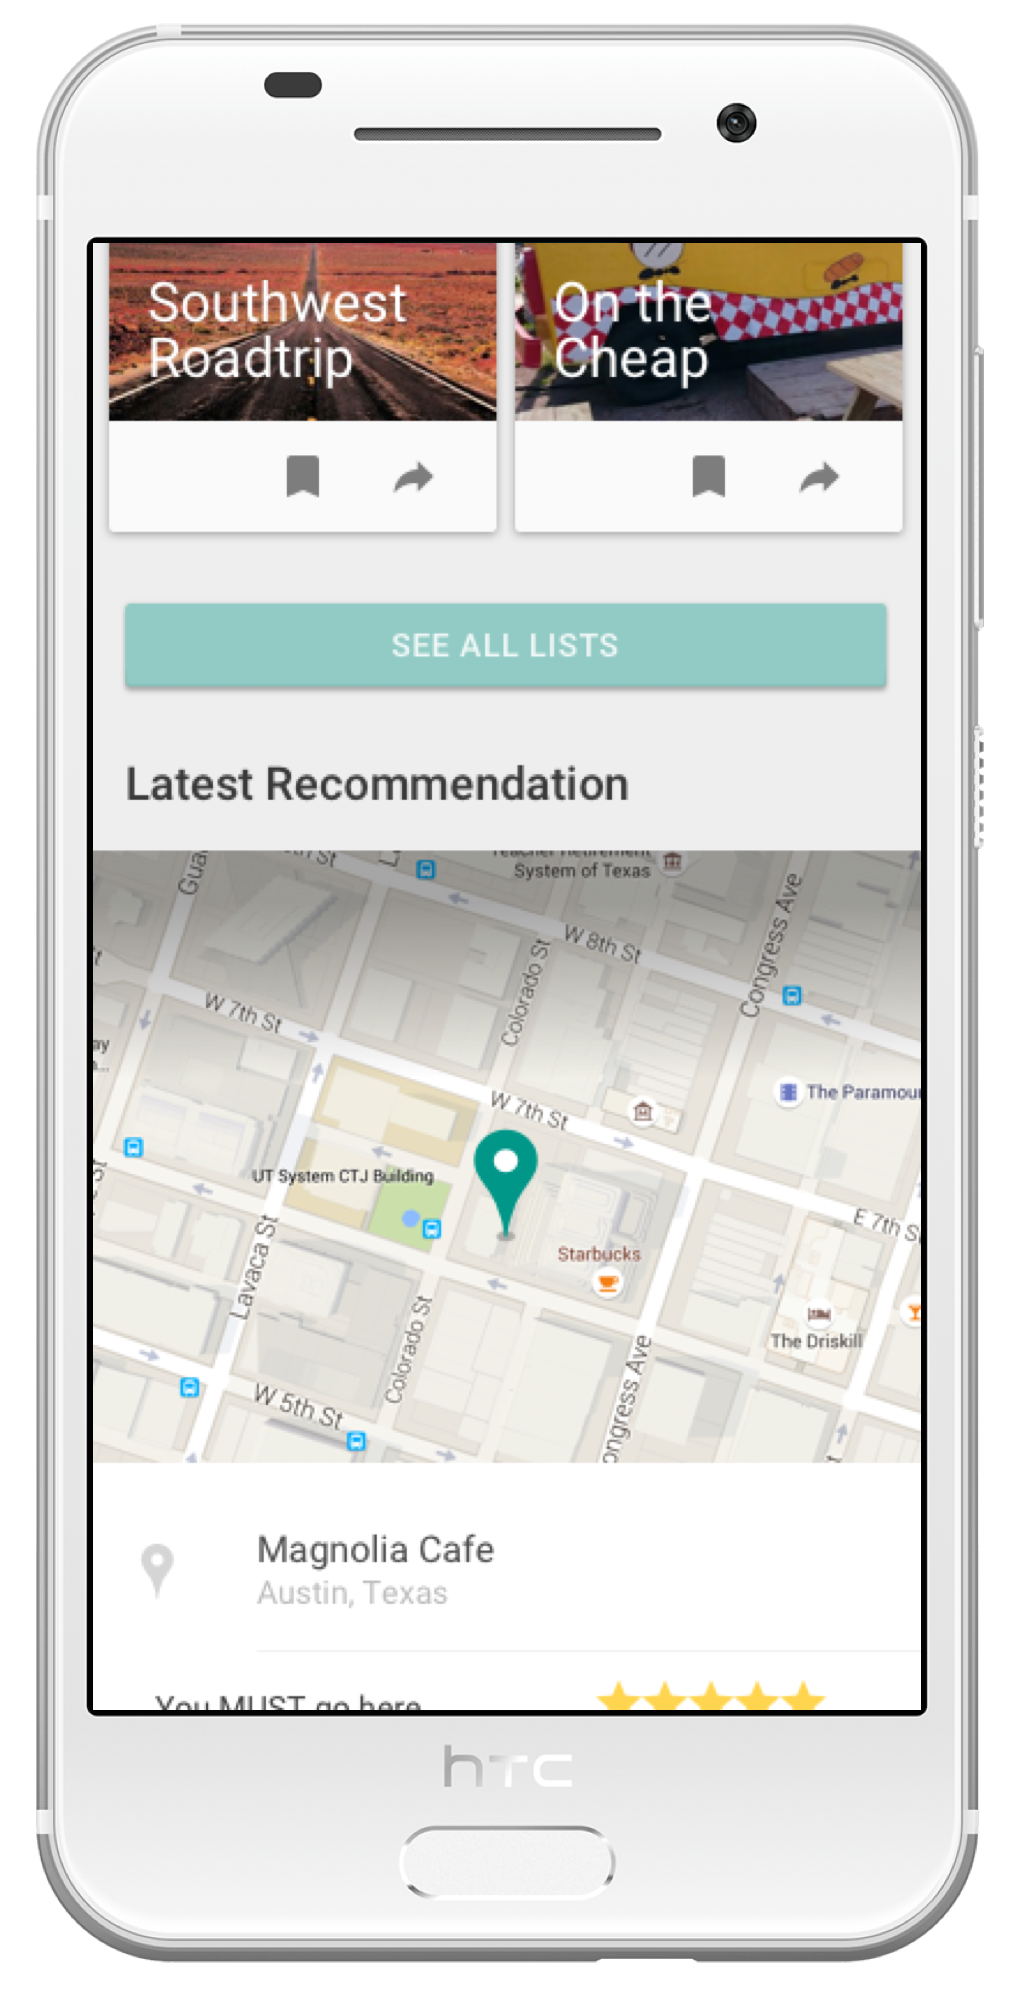 Southwest
Roadtrip
On the
Cheap
SEE ALL LISTS
Latest Recommendation
Teacher Retirement
System of Texas
W 8th St
Congress Ave
Colorado St
W 7th St
W 7th St
The Paramour
UT System CTJ Building
E 7th S
Starbucks
Lavaca St
Colorado St
The Driskill
ongress Ave
W 5th St
Magnolia Cafe
Austin, Texas
You MUST go here
htc